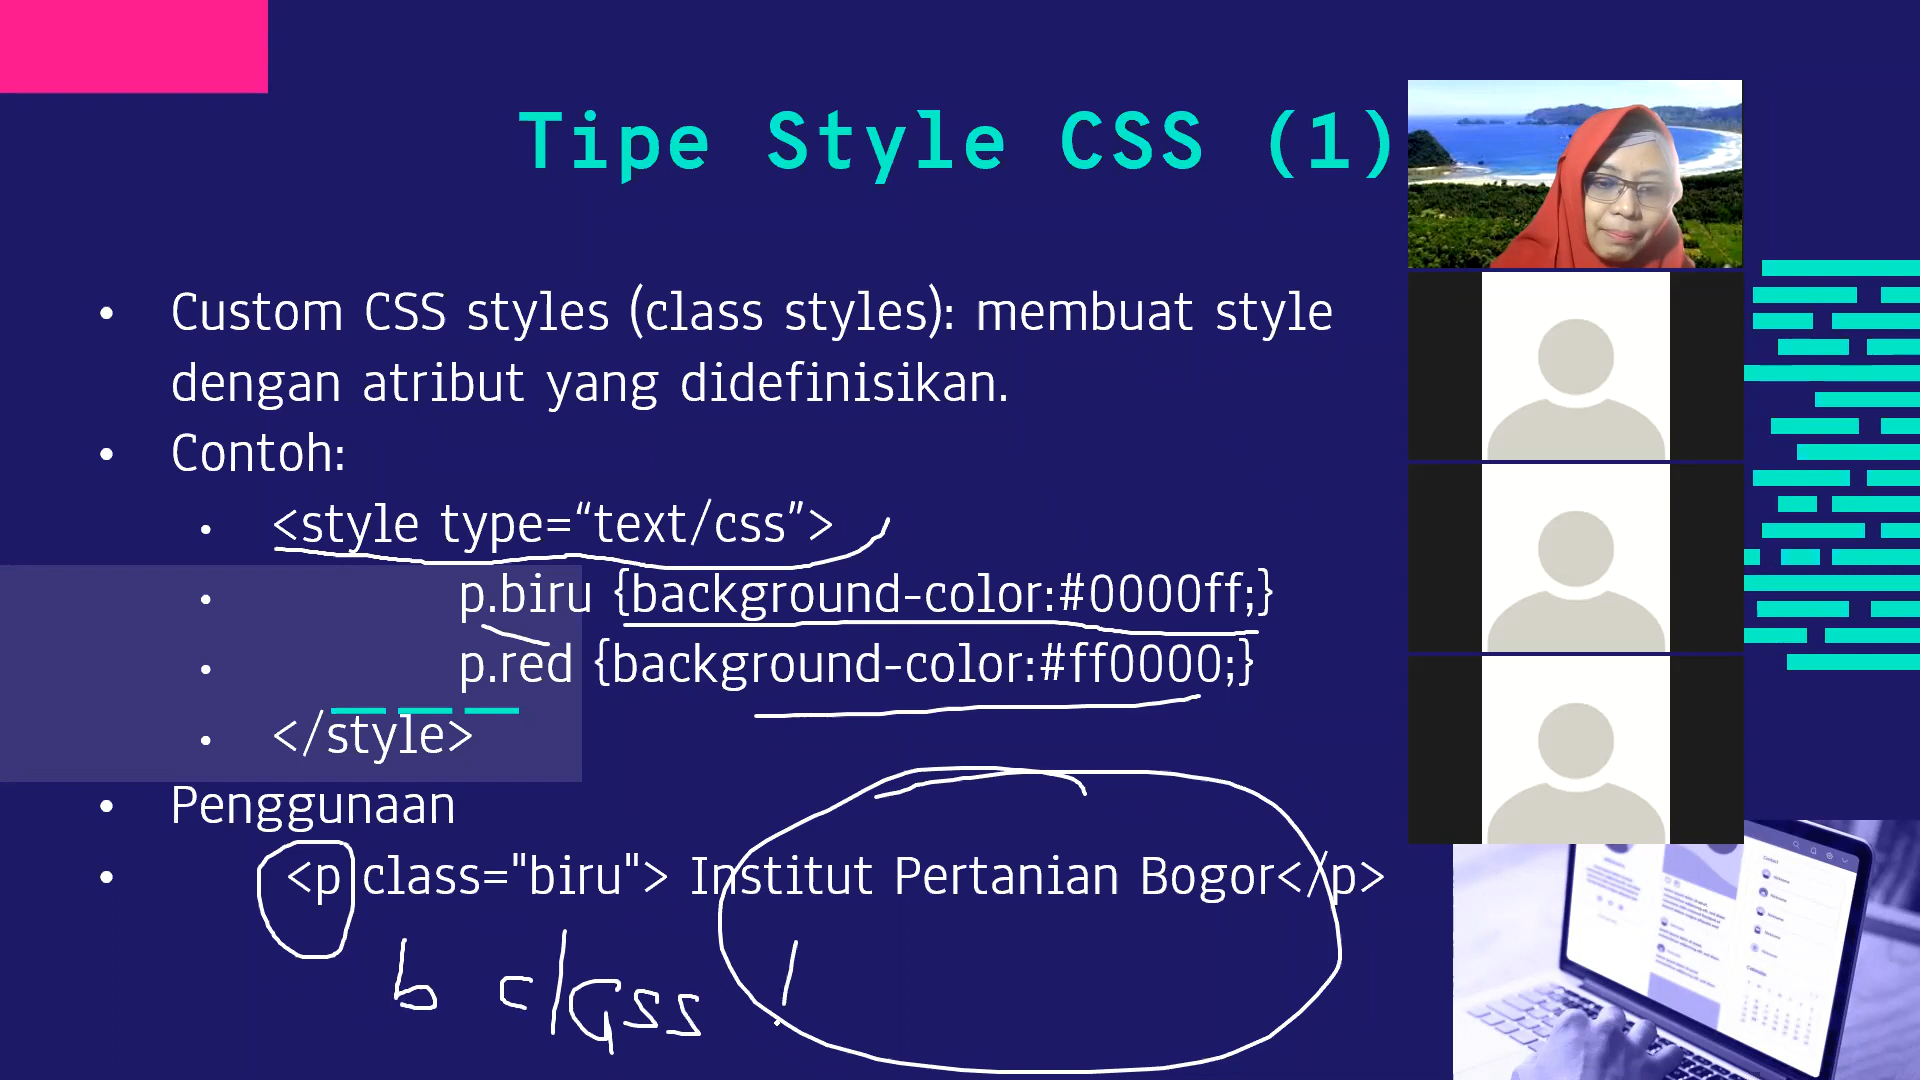 Tipe Style CSS (1)
• Custom CSS styles (class styles): membuat style
dengan atribut yang didefinisikan.
• Contoh:
• <style type=“text/css”>
• p.biru {background-color:#0000ff;}
• p.red {background-color:#ff0000;}
• </style>
• Penggunaan
• <p class="biru"> Institut Pertanian Bogor</p>
b class